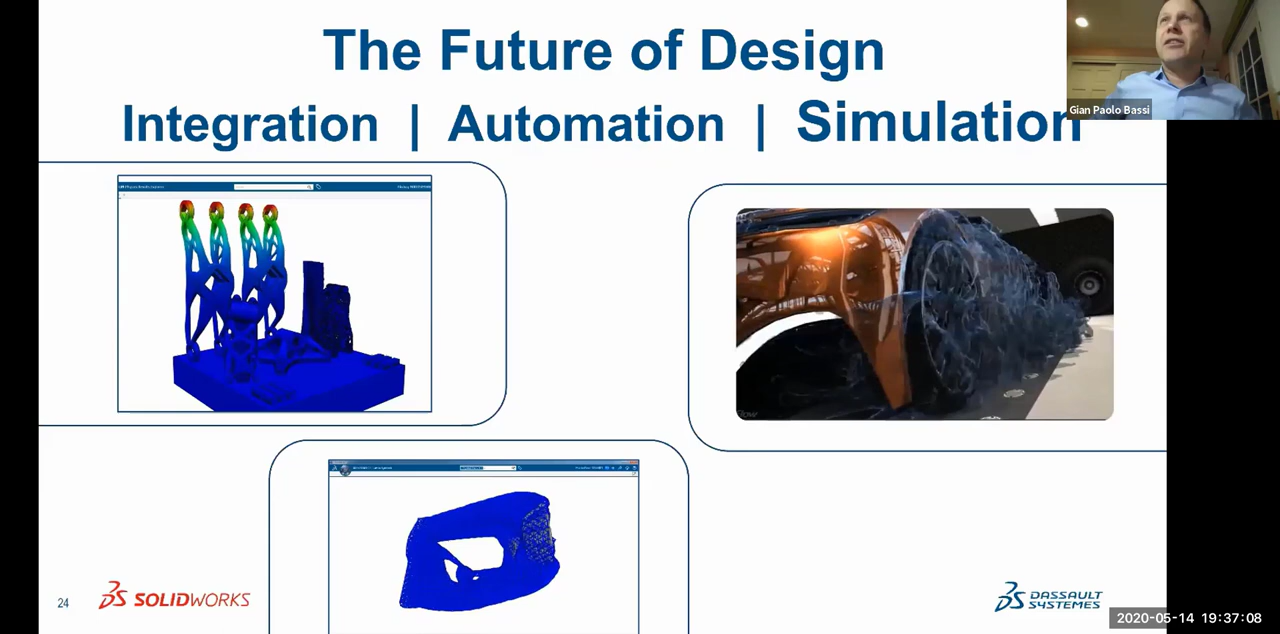 The Future of Design
Integration | Automation | Simulation
Gian Paolo Bassi
24
SOLIDWORKS
DASSAULT
SYSTEMES
2020-05-14 19:37:08